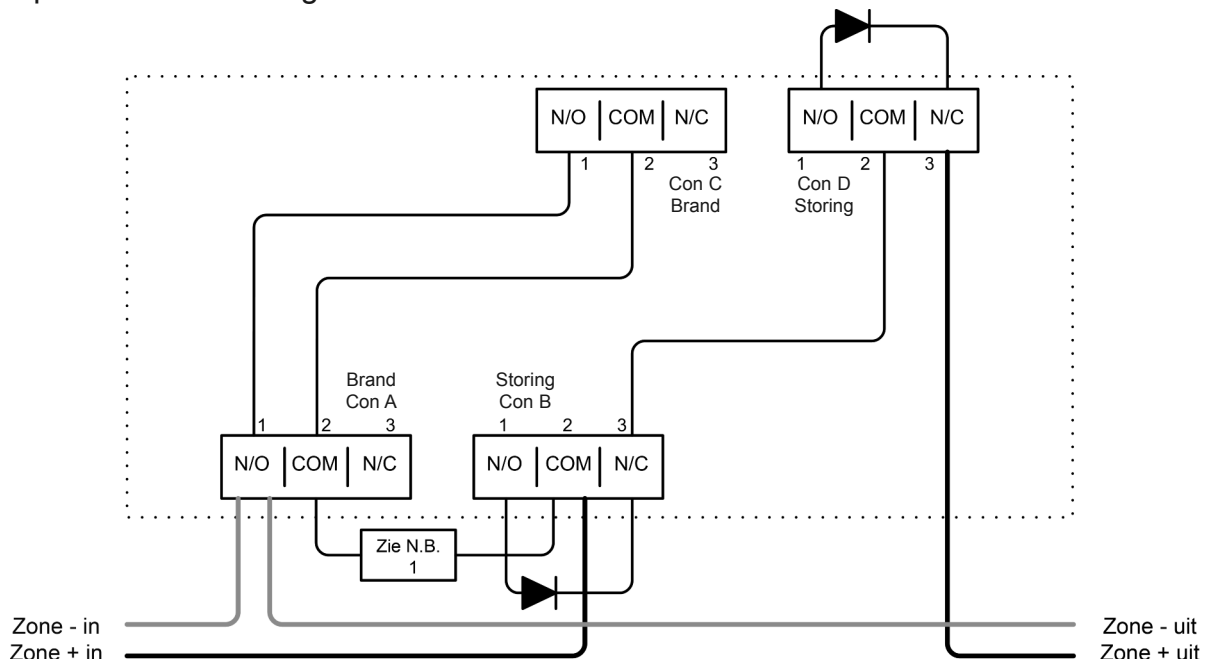 N/O COM N/C
N/O COM N/C
1 2 3
1 2 3
Con C
Brand
Con D
Storing
Brand
Con A
Storing
Con B
1 2 3
1 2 3
N/O COM N/C
N/O COM N/C
Zie N.B.
1
Zone - in
Zone - uit
Zone + in
Zone + uit